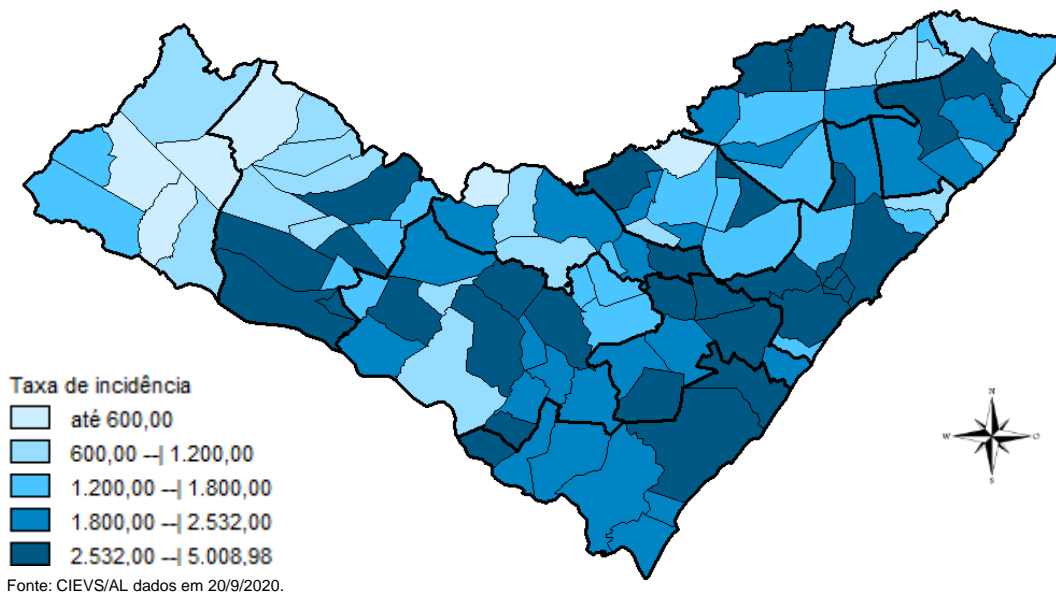 Taxa de incidência
até 600,00
600,00 --| 1.200,00
1.200,00 --| 1.800,00
1.800,00 --| 2.532,00
2.532,00 --| 5.008,98
Fonte: CIEVS/AL dados em 20/9/2020.
N
W O
S